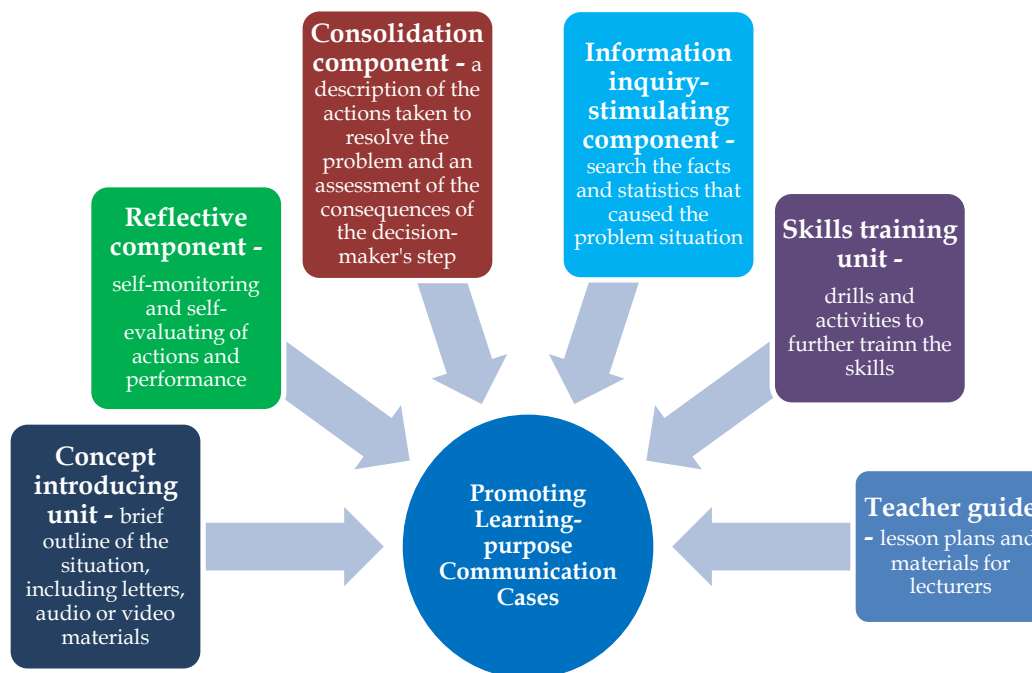 Consolidation
component - a
description of the
actions taken to
resolve the
problem and an
assessment of the
consequences of
the decision-
maker's step
Information
inquiry-
stimulating
component -
search the facts
and statistics that
caused the
problem situation
Reflective
component -
self-monitoring
and self-
evaluating of
actions and
performance
Skills training
unit -
drills and
activities to
further trainn the
skills
Concept
introducing
unit - brief
outline of the
situation,
including letters,
audio or video
materials
Promoting
Learning-
purpose
Communication
Cases
Teacher guide
- lesson plans and
materials for
lecturers